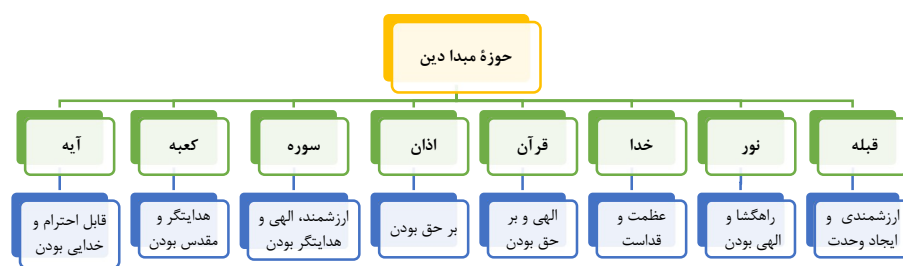 حوزۀ مبدا دین
قبله
نور
خدا
قرآن
اذان
سوره
کعبه
آیه
ارزشمندی و
ایجاد وحدت
راهگشا و
الهی بودن
عظمت و
قداست
الهی و بر
حق بودن
بر حق بودن
ارزشمند، الهی و
هدایتگر بودن
هدایتگر و
مقدس بودن
قابل احترام و
خدایی بودن